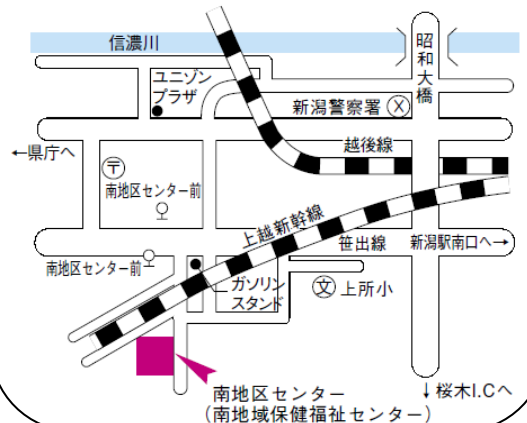 信濃川
昭和大橋
ユニゾン
プラザ
新潟警察署
X
越後線
←県庁へ
〒
南地区センター前
上越新幹線
笹出線
新潟駅南口へ→
南地区センター前
ガソリン
スタンド
文
上所小
南地区センター
(南地域保健福祉センター)
↓桜木I.Cへ